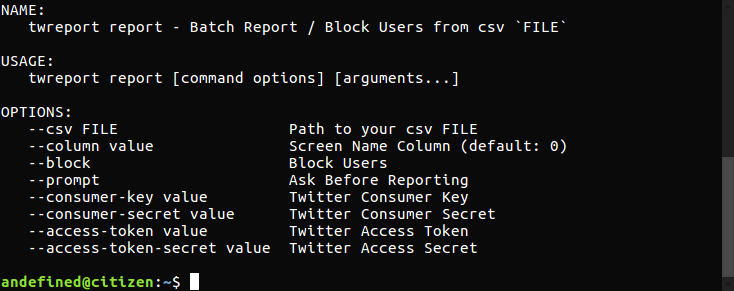 NAME:
twreport report - Batch Report / Block Users from csv `FILE`
USAGE:
twreport report [command options] [arguments...]
OPTIONS:
--csv FILE Path to your csv FILE
--column value Screen Name Column (default: 0)
--block Block Users
--prompt Ask Before Reporting
--consumer-key value Twitter Consumer Key
--consumer-secret value Twitter Consumer Secret
--access-token value Twitter Access Token
--access-token-secret value Twitter Access Secret
andefined@citizen:~$